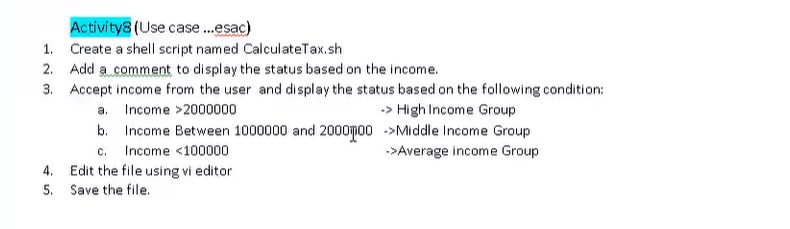 Activity8 (Use case ...esac)
1. Create a shell script named CalculateTax.sh
2. Add a comment to display the status based on the income.
3. Accept income from the user and display the status based on the following condition:
a. Income >2000000 -> High Income Group
b. Income Between 1000000 and 2000000 ->Middle Income Group
c. Income <100000 ->Average income Group
4. Edit the file using vi editor
5. Save the file.